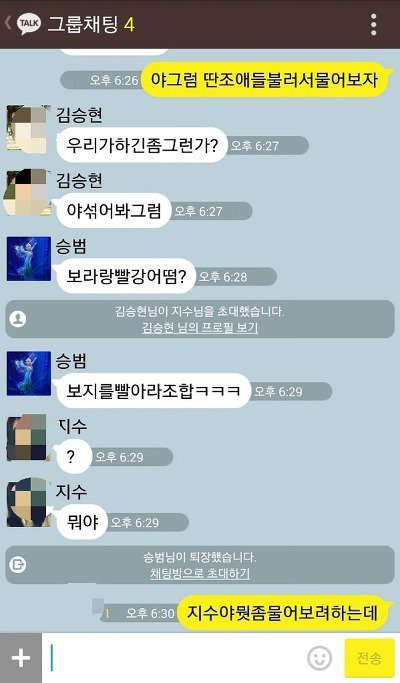 TALK 그룹채팅 4
오후 6:26 야그럼 딴조애들불러서물어보자
김승현
우리가하긴좀그런가? 오후 6:27
김승현
야섞어봐그럼 오후 6:27
승범
보라랑빨강어떰? 오후 6:28
김승현님이 지수님을 초대했습니다.
김승현 님의 프로필 보기
승범
보지를빨아라조합ㅋㅋㅋ 오후 6:29
지수
? 오후 6:29
지수
뭐야 오후 6:29
승범님이 퇴장했습니다.
채팅방으로 초대하기
1 오후 6:30 지수야뭣좀물어보려하는데
전송